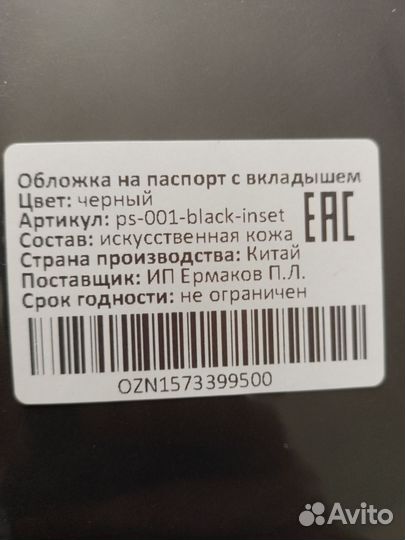 Обложка на паспорт с вкладышем
Цвет: черный
Артикул: ps-001-black-inset
Состав: искусственная кожа
Страна производства: Китай
Поставщик: ИП Ермаков П.Л.
Срок годности: не ограничен
EAC
OZN1573399500
Avito